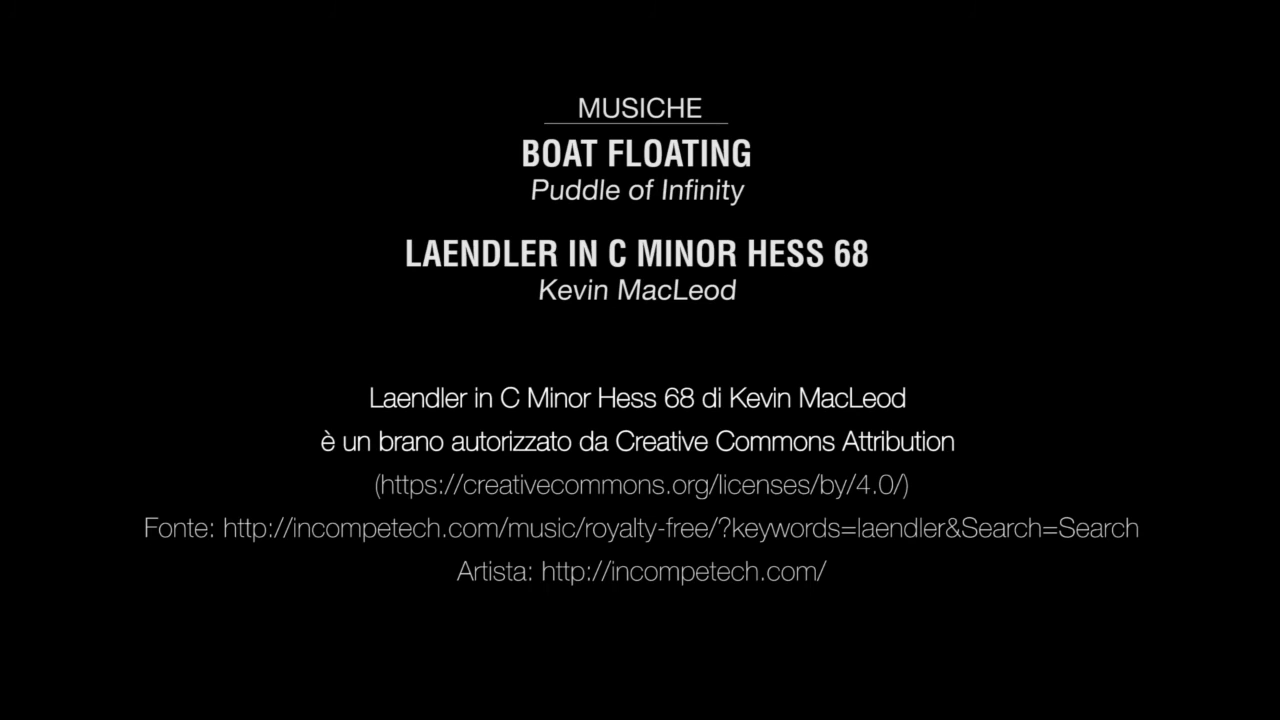 MUSICHE
BOAT FLOATING
Puddle of Infinity
LAENDLER IN C MINOR HESS 68
Kevin MacLeod
Laendler in C Minor Hess 68 di Kevin MacLeod
è un brano autorizzato da Creative Commons Attribution
(https://creativecommons.org/licenses/by/4.0/)
Fonte: http://incompetech.com/music/royalty-free/?keywords=laendler&Search=Search
Artista: http://incompetech.com/